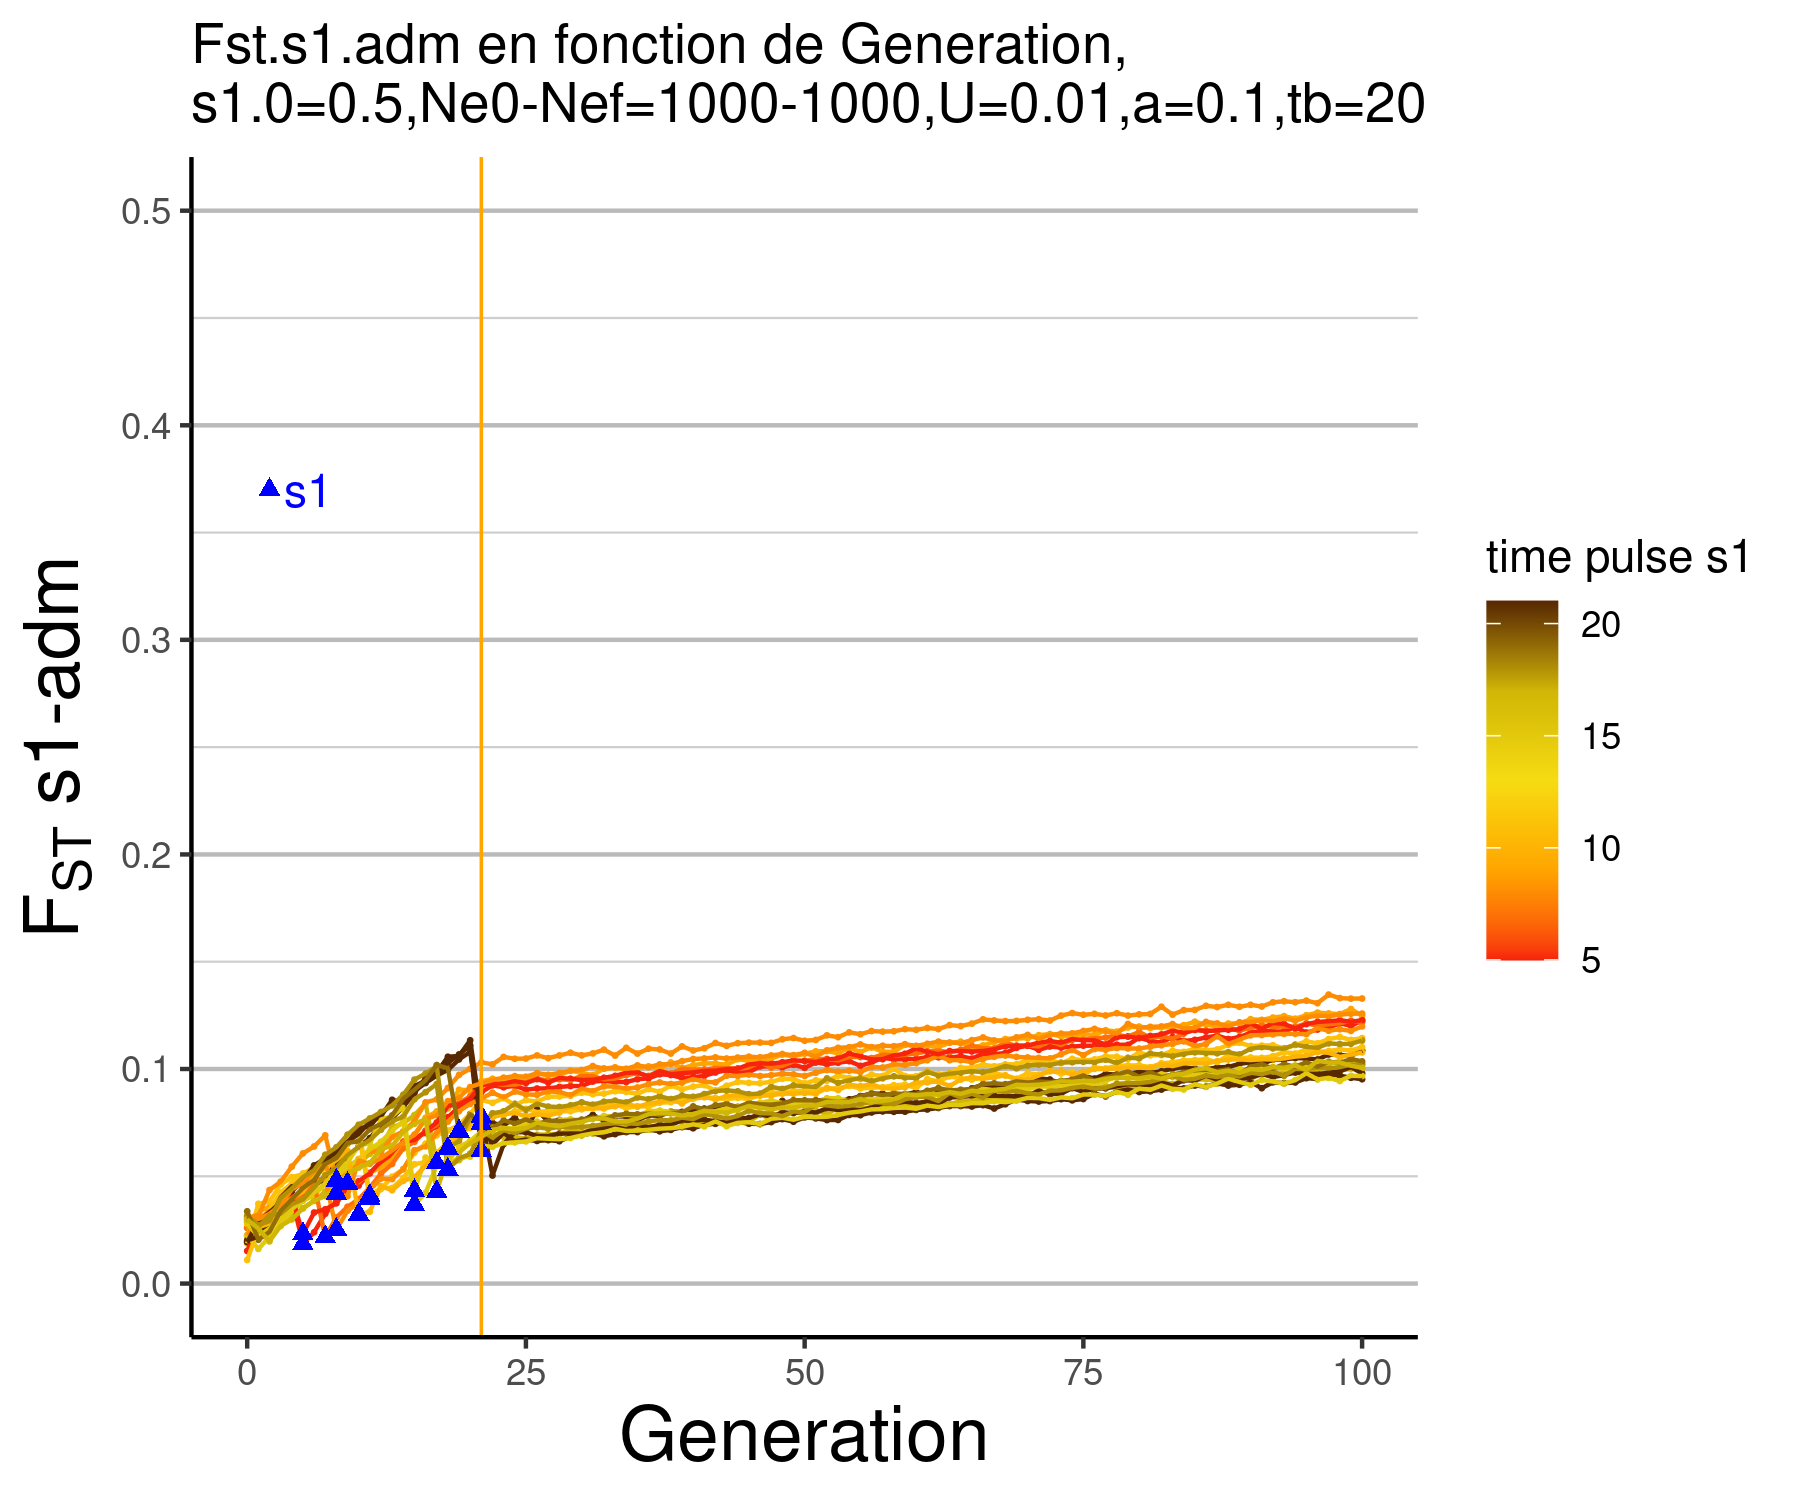 Fst.s1.adm en fonction de Generation,
s1.0=0.5,Ne0-Nef=1000-1000,U=0.01,a=0.1,tb=20
0.5
0.4
s1
0.3
0.2
0.1
0.0
FST s1-adm
0 25 50 75 100
Generation
time pulse s1
20
15
10
5